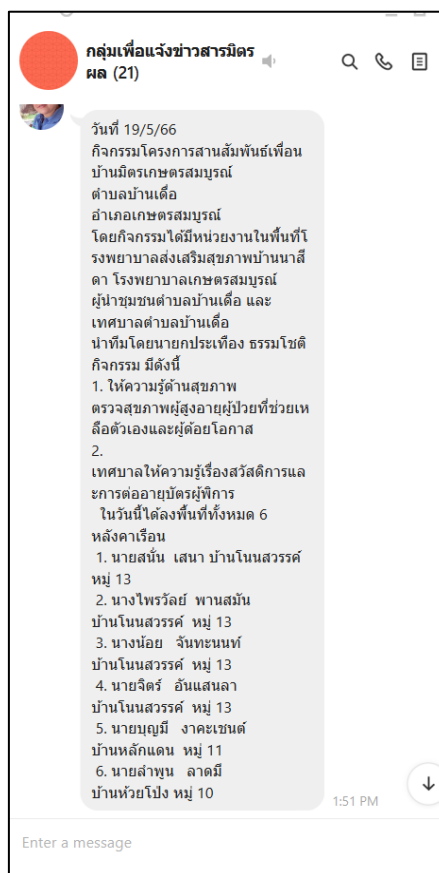 กลุ่มเพื่อแจ้งข่าวสารมิตร
ผล (21)
วันที่ 19/5/66
กิจกรรมโครงการสานสัมพันธ์เพื่อน
บ้านมิตรเกษตรสมบูรณ์
ตำบลบ้านเดื่อ
อำเภอเกษตรสมบูรณ์
โดยกิจกรรมได้มีหน่วยงานในพื้นที่โ
รงพยาบาลส่งเสริมสุขภาพบ้านนาสี
ดา โรงพยาบาลเกษตรสมบูรณ์
ผู้นำชุมชนตำบลบ้านเดื่อ และ
เทศบาลตำบลบ้านเดื่อ
นำทีมโดยนายกประเทือง ธรรมโชติ
กิจกรรม มีดังนี้
1. ให้ความรู้ด้านสุขภาพ
ตรวจสุขภาพผู้สูงอายุผู้ป่วยที่ช่วยเห
ลือตัวเองและผู้ด้อยโอกาส
2.
เทศบาลให้ความรู้เรื่องสวัสดิการแล
ะการต่ออายุบัตรผู้พิการ
ในวันนี้ได้ลงพื้นที่ทั้งหมด 6
หลังคาเรือน
1. นายสนั่น เสนา บ้านโนนสวรรค์
หมู่ 13
2. นางไพรวัลย์ พานสมัน
บ้านโนนสวรรค์ หมู่ 13
3. นางน้อย จันทะนนท์
บ้านโนนสวรรค์ หมู่ 13
4. นายจิตร์ อันแสนลา
บ้านโนนสวรรค์ หมู่ 13
5. นายบุญมี งาคะเชนต์
บ้านหลักแดน หมู่ 11
6. นายลำพูน ลาดมี
บ้านห้วยโป่ง หมู่ 10
1:51 PM
Enter a message